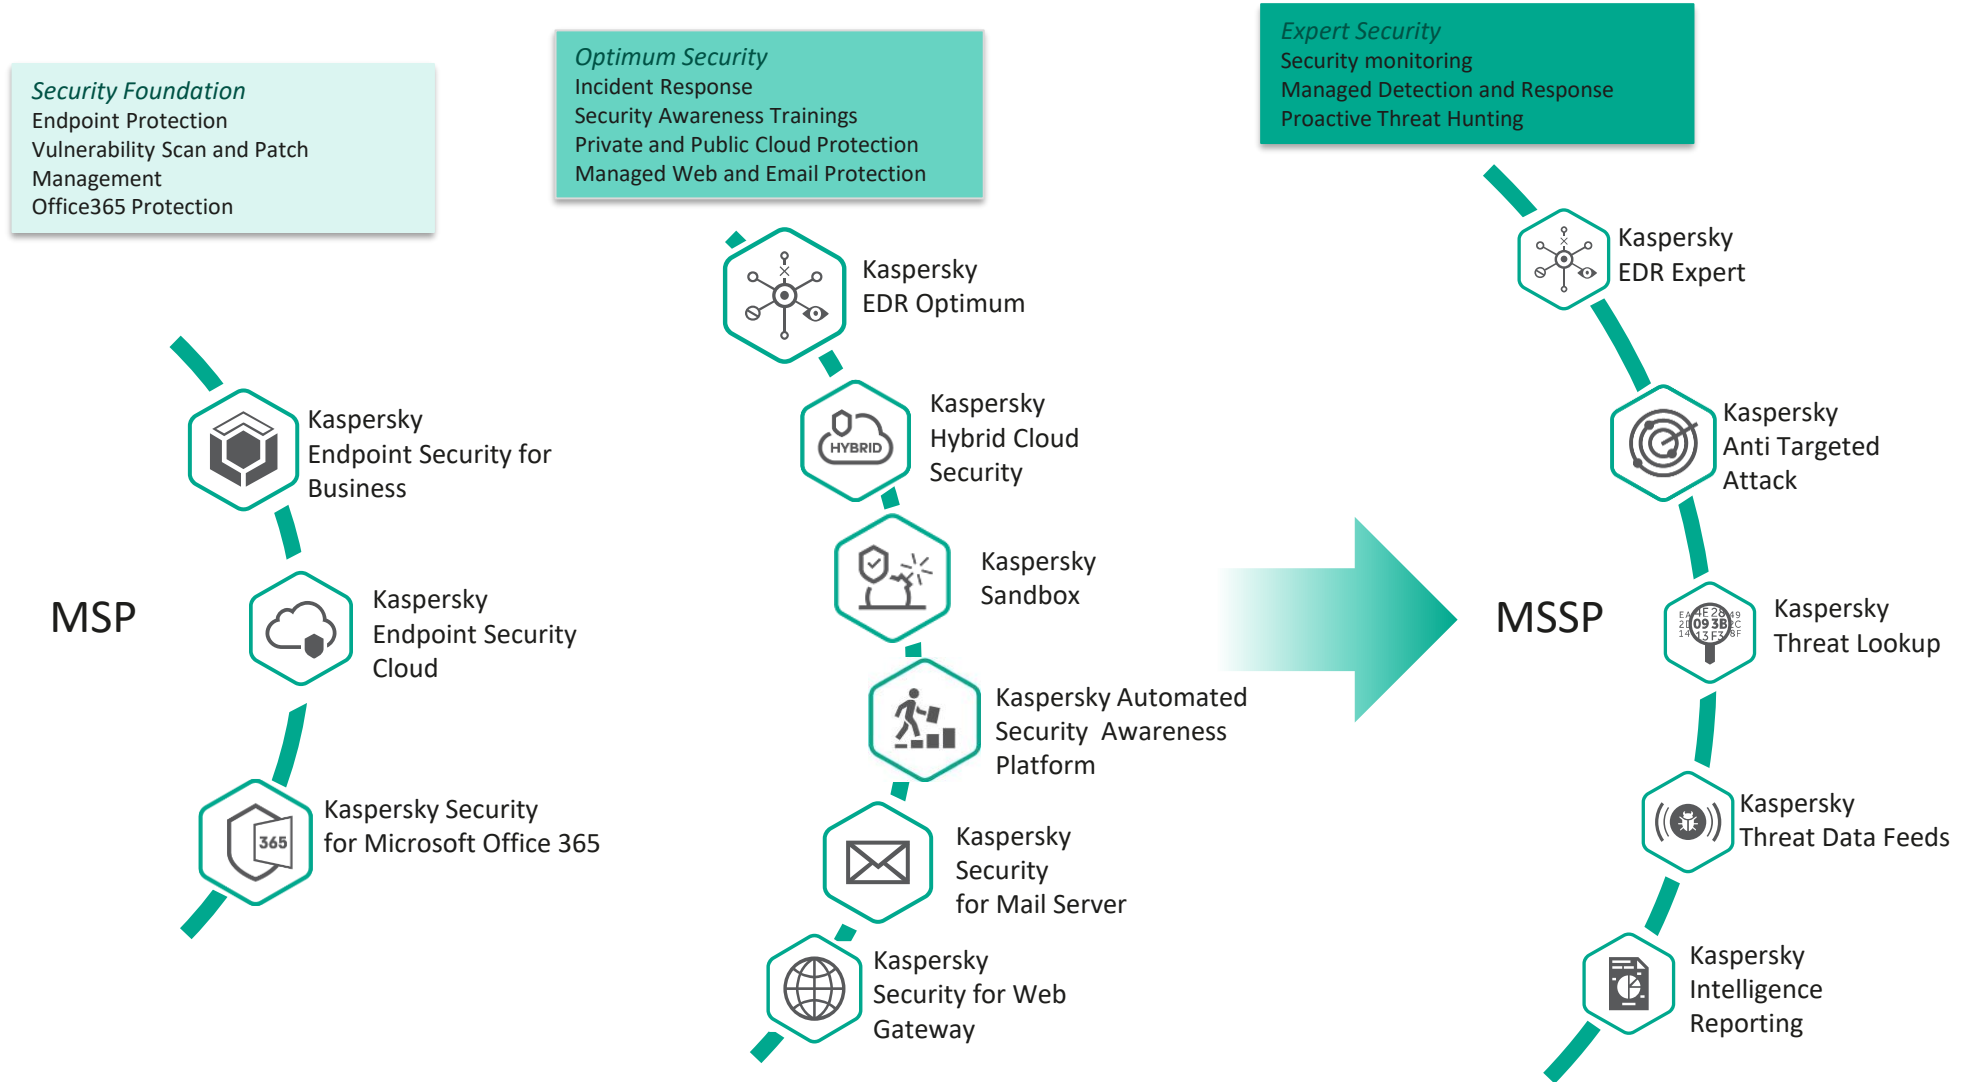 Security Foundation
Endpoint Protection
Vulnerability Scan and Patch
Management
Office365 Protection
Optimum Security
Incident Response
Security Awareness Trainings
Private and Public Cloud Protection
Managed Web and Email Protection
Expert Security
Security monitoring
Managed Detection and Response
Proactive Threat Hunting
MSP
Kaspersky
Endpoint Security for
Business
Kaspersky
Endpoint Security
Cloud
365
Kaspersky Security
for Microsoft Office 365
Kaspersky
EDR Optimum
HYBRID
Kaspersky
Hybrid Cloud
Security
Kaspersky
Sandbox
Kaspersky Automated
Security Awareness
Platform
Kaspersky
Security
for Mail Server
Kaspersky
Security for Web
Gateway
MSSP
Kaspersky
EDR Expert
Kaspersky
Anti Targeted
Attack
09 3B
Kaspersky
Threat Lookup
Kaspersky
Threat Data Feeds
Kaspersky
Intelligence
Reporting